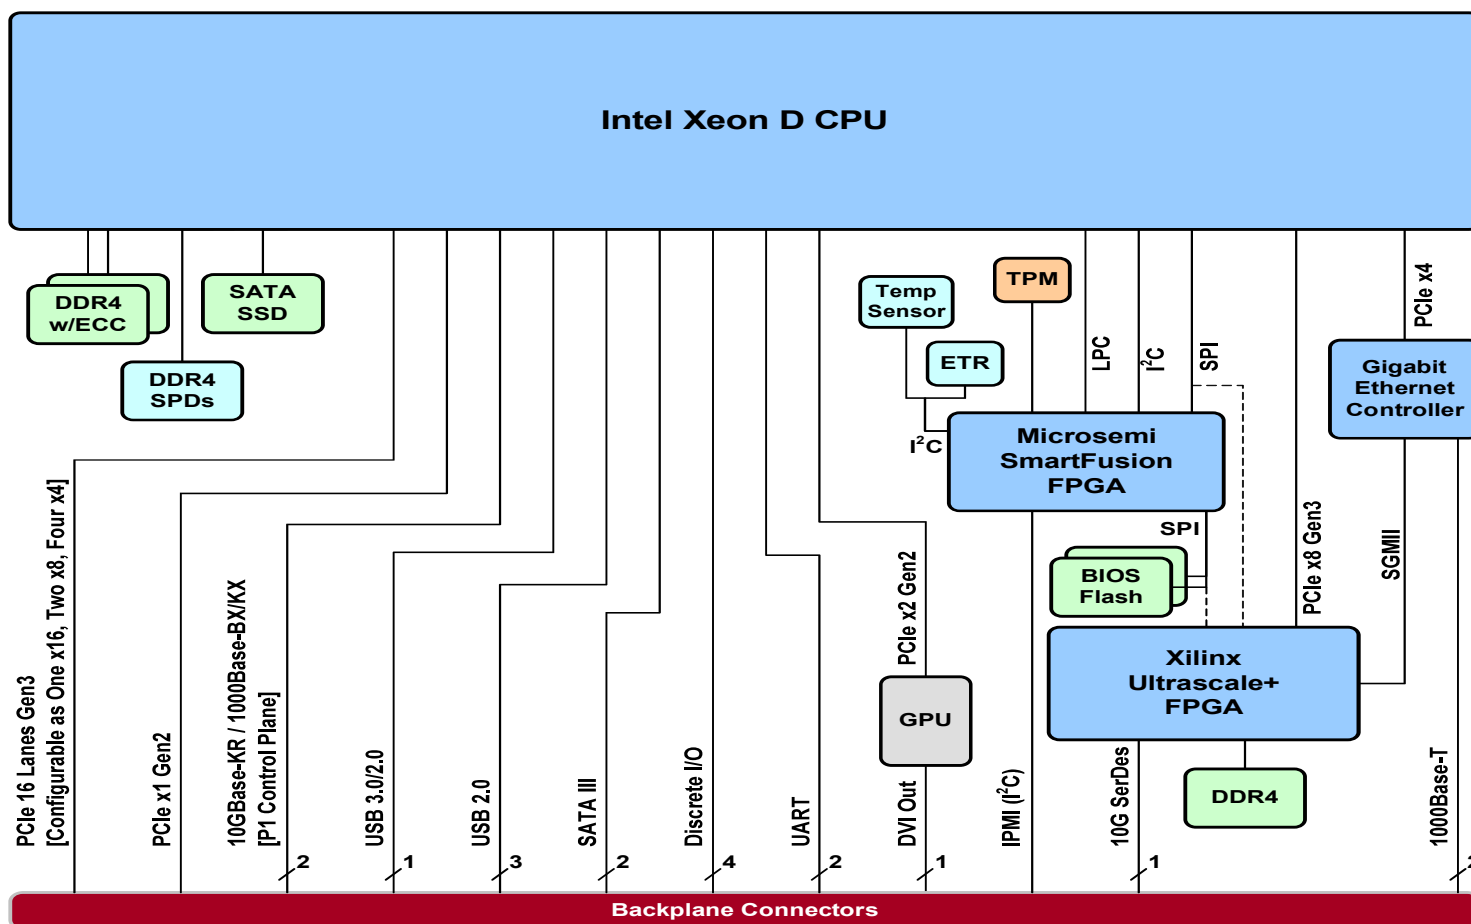 Intel Xeon D CPU
DDR4
w/ECC
SATA
SSD
DDR4
SPDs
Temp
Sensor
ETR
TPM
LPC
I²C
SPI
PCIe x4
Gigabit
Ethernet
Controller
I²C
Microsemi
SmartFusion
FPGA
SPI
BIOS
Flash
PCIe x8 Gen3
SGMII
Xilinx
Ultrascale+
FPGA
PCIe x2 Gen2
GPU
DDR4
PCIe 16 Lanes Gen3
[Configurable as One x16, Two x8, Four x4]
PCIe x1 Gen2
10GBase-KR / 1000Base-BX/KX
[P1 Control Plane]
USB 3.0/2.0
USB 2.0
SATA III
Discrete I/O
UART
DVI Out
IPMI (I²C)
10G SerDes
1000Base-T
2
1
3
2
4
2
1
1
2
Backplane Connectors